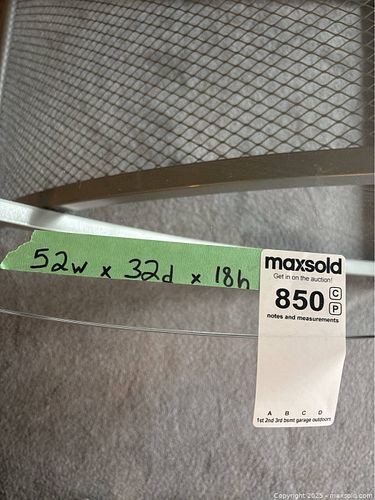 52w x 32d x 18h
maxsold
Get in on the auction!
850 C
P
notes and measurements
A B C D
1st 2nd 3rd bsmt garage outdoors
Copyright 2025 - maxsold.com